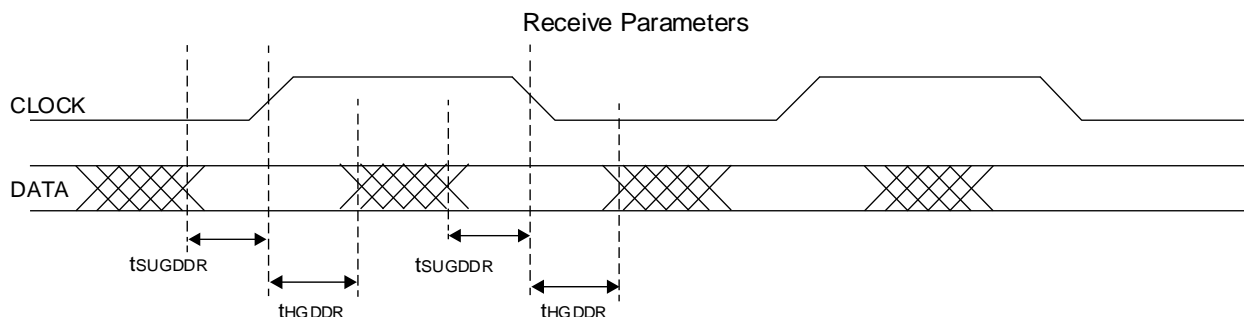 Receive Parameters
CLOCK
DATA
tSUGDDR
tSUGDDR
tHGDDR
tHGDDR